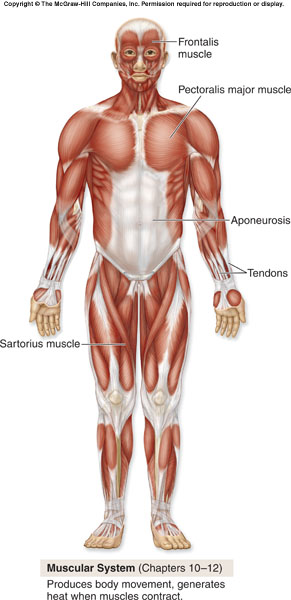 Copyright © The McGraw-Hill Companies, Inc. Permission required for reproduction or display.
Frontalis
muscle
Pectoralis major muscle
Aponeurosis
Tendons
Sartorius muscle
Muscular System (Chapters 10–12)
Produces body movement, generates
heat when muscles contract.